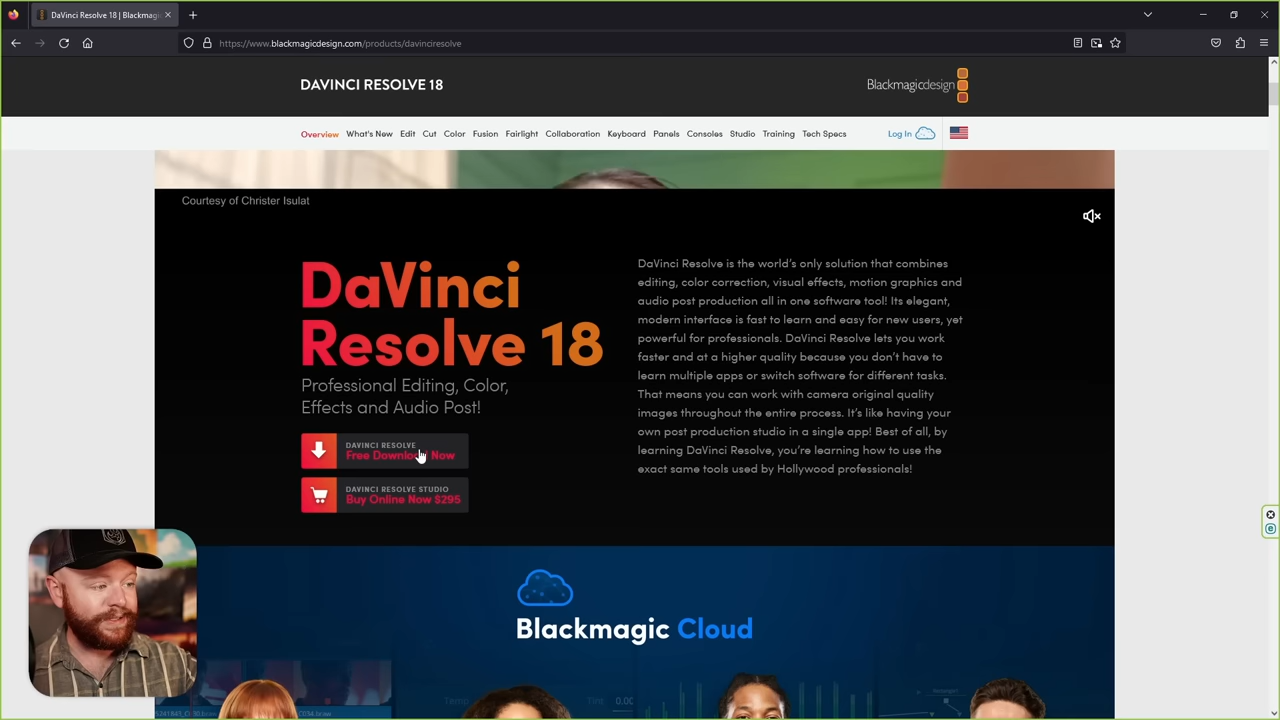 DaVinci Resolve 18 | Blackmagic
https://www.blackmagicdesign.com/products/davinciresolve
DAVINCI RESOLVE 18
Blackmagicdesign
Overview What's New Edit Cut Color Fusion Fairlight Collaboration Keyboard Panels Consoles Studio Training Tech Specs Log In
Courtesy of Christer Isulat
DaVinci
Resolve 18
Professional Editing, Color,
Effects and Audio Post!
DAVINCI RESOLVE
Free Download Now
DAVINCI RESOLVE STUDIO
Buy Online Now $295
DaVinci Resolve is the world's only solution that combines
editing, color correction, visual effects, motion graphics and
audio post production all in one software tool! Its elegant,
modern interface is fast to learn and easy for new users, yet
powerful for professionals. DaVinci Resolve lets you work
faster and at a higher quality because you don't have to
learn multiple apps or switch software for different tasks.
That means you can work with camera original quality
images throughout the entire process. It's like having your
own post production studio in a single app! Best of all, by
learning DaVinci Resolve, you're learning how to use the
exact same tools used by Hollywood professionals!
Blackmagic Cloud